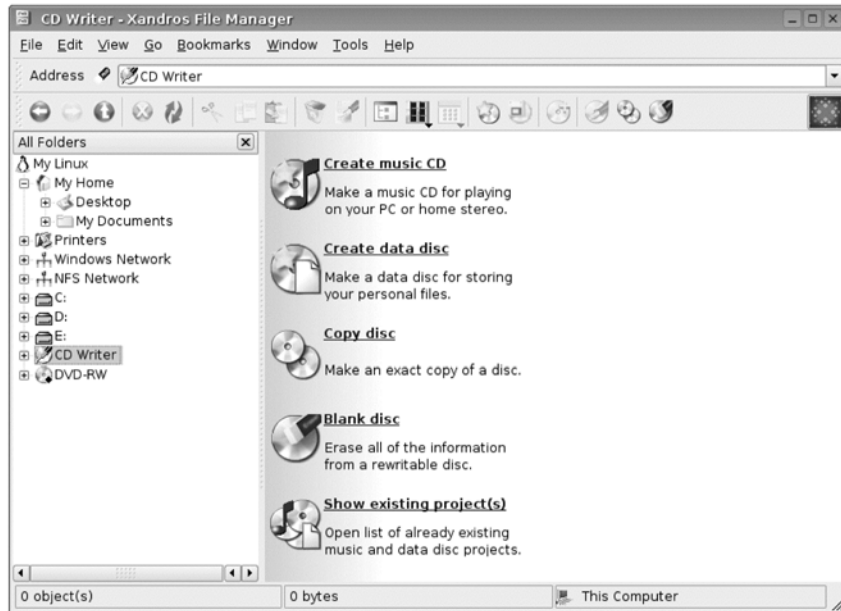 CD Writer - Xandros File Manager
File Edit View Go Bookmarks Window Tools Help
Address CD Writer
All Folders
My Linux
My Home
Desktop
My Documents
Printers
Windows Network
NFS Network
C:
D:
E:
CD Writer
DVD-RW
Create music CD
Make a music CD for playing
on your PC or home stereo.
Create data disc
Make a data disc for storing
your personal files.
Copy disc
Make an exact copy of a disc.
Blank disc
Erase all of the information
from a rewritable disc.
Show existing project(s)
Open list of already existing
music and data disc projects.
0 object(s) 0 bytes This Computer